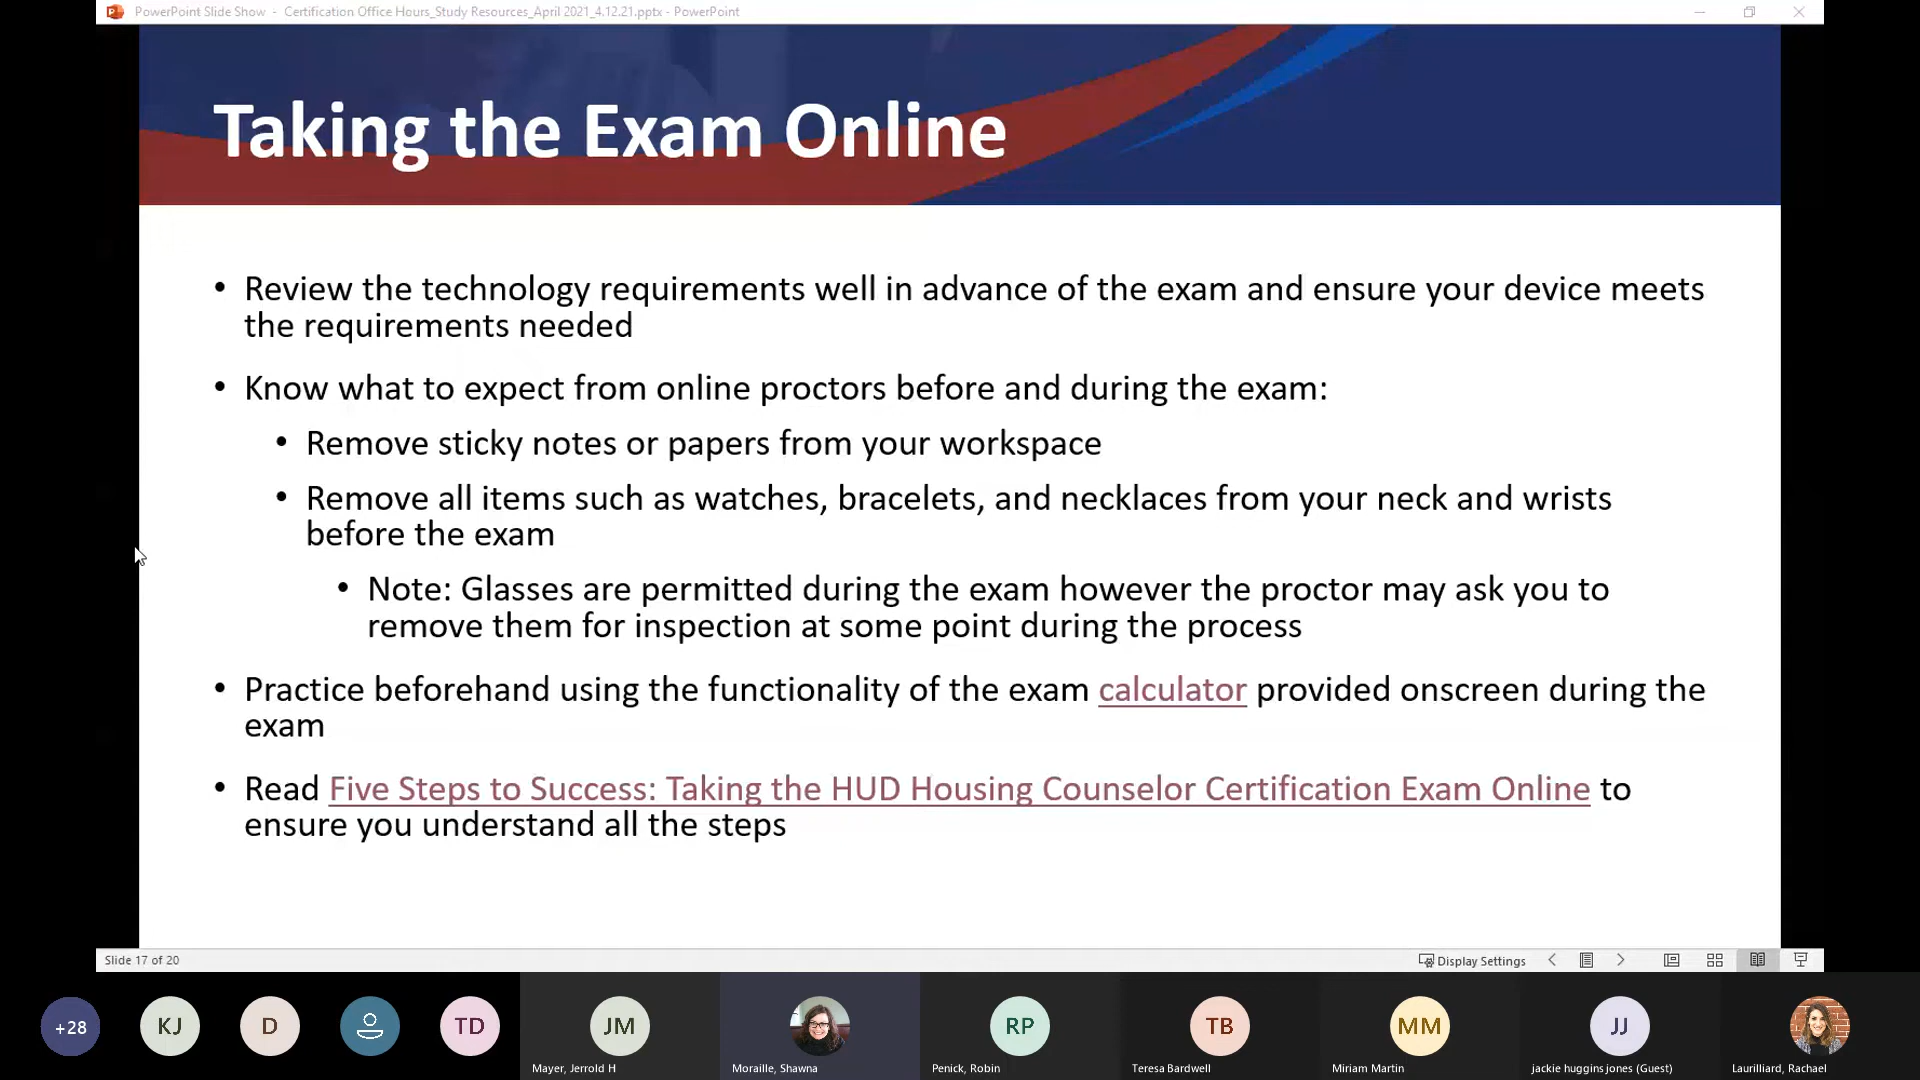 PowerPoint Slide Show - Certification Office Hours_Study Resources_April 2021_4.12.21.pptx - PowerPoint
Taking the Exam Online
• Review the technology requirements well in advance of the exam and ensure your device meets
the requirements needed
• Know what to expect from online proctors before and during the exam:
• Remove sticky notes or papers from your workspace
• Remove all items such as watches, bracelets, and necklaces from your neck and wrists
before the exam
• Note: Glasses are permitted during the exam however the proctor may ask you to
remove them for inspection at some point during the process
• Practice beforehand using the functionality of the exam calculator provided onscreen during the
exam
• Read Five Steps to Success: Taking the HUD Housing Counselor Certification Exam Online to
ensure you understand all the steps
Slide 17 of 20
Display Settings
+28
KJ
D
TD
JM
RP
TB
MM
JJ
Mayer, Jerrold H
Moraille, Shawna
Penick, Robin
Teresa Bardwell
Miriam Martin
jackie huggins jones (Guest)
Laurilliard, Rachael